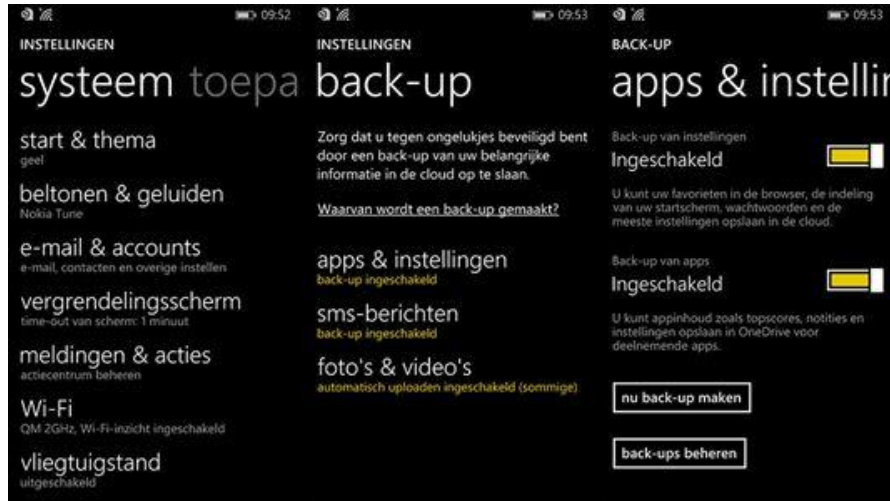 09:52
INSTELLINGEN
systeem toepa
start & thema
geel
beltonen & geluiden
Nokia Tune
e-mail & accounts
e-mail, contacten en overige instellen
vergrendelingsscherm
time-out van scherm: 1 minuut
meldingen & acties
actiecentrum beheren
Wi-Fi
QM 2GHz, Wi-Fi-inzicht ingeschakeld
vliegtuigstand
uitgeschakeld
09:53
INSTELLINGEN
back-up
Zorg dat u tegen ongelukjes beveiligd bent
door een back-up van uw belangrijke
informatie in de cloud op te slaan.
Waarvan wordt een back-up gemaakt?
apps & instellingen
back-up ingeschakeld
sms-berichten
back-up ingeschakeld
foto's & video's
automatisch uploaden ingeschakeld (sommige)
09:53
BACK-UP
apps & instellin
Back-up van instellingen
Ingeschakeld
U kunt uw favorieten in de browser, de indeling
van uw startscherm, wachtwoorden en de
meeste instellingen opslaan in de cloud.
Back-up van apps
Ingeschakeld
U kunt appinhoud zoals topscores, notities en
instellingen opslaan in OneDrive voor
deelnemende apps.
nu back-up maken
back-ups beheren